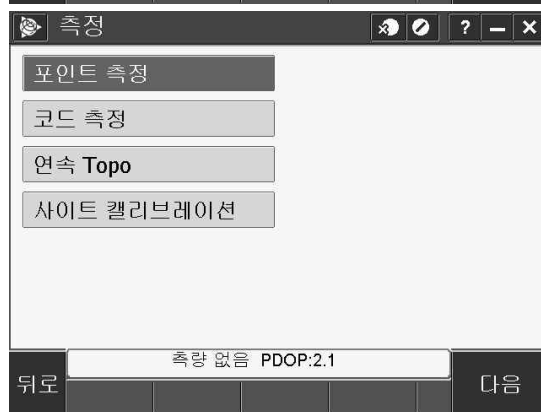 측정
?
포인트 측정
코드 측정
연속 Topo
사이트 캘리브레이션
측량 없음 PDOP:2.1
뒤로
다음